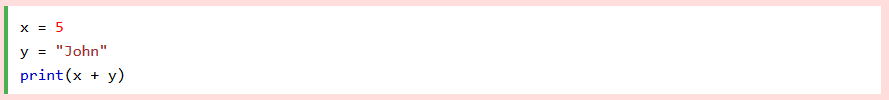 x = 5
y = "John"
print(x + y)